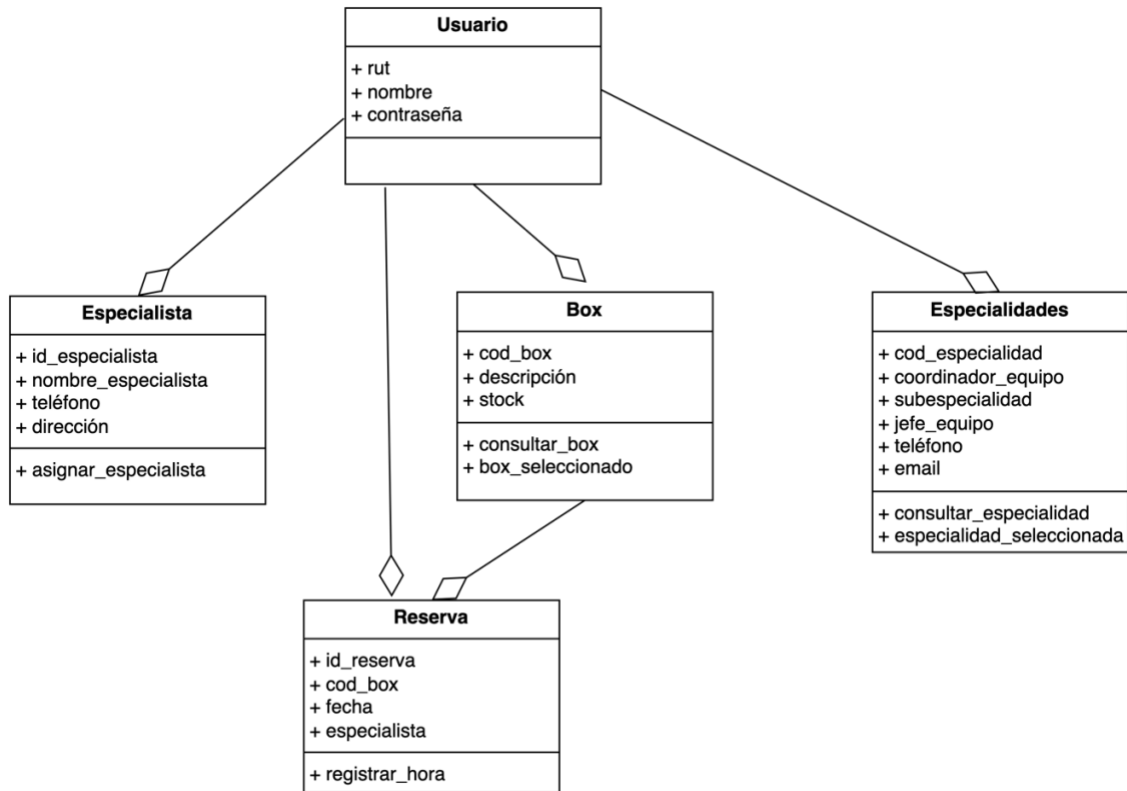 Usuario
+ rut
+ nombre
+ contraseña
Especialista
+ id_especialista
+ nombre_especialista
+ teléfono
+ dirección
+ asignar_especialista
Box
+ cod_box
+ descripción
+ stock
+ consultar_box
+ box_seleccionado
Especialidades
+ cod_especialidad
+ coordinador_equipo
+ subespecialidad
+ jefe_equipo
+ teléfono
+ email
+ consultar_especialidad
+ especialidad_seleccionada
Reserva
+ id_reserva
+ cod_box
+ fecha
+ especialista
+ registrar_hora